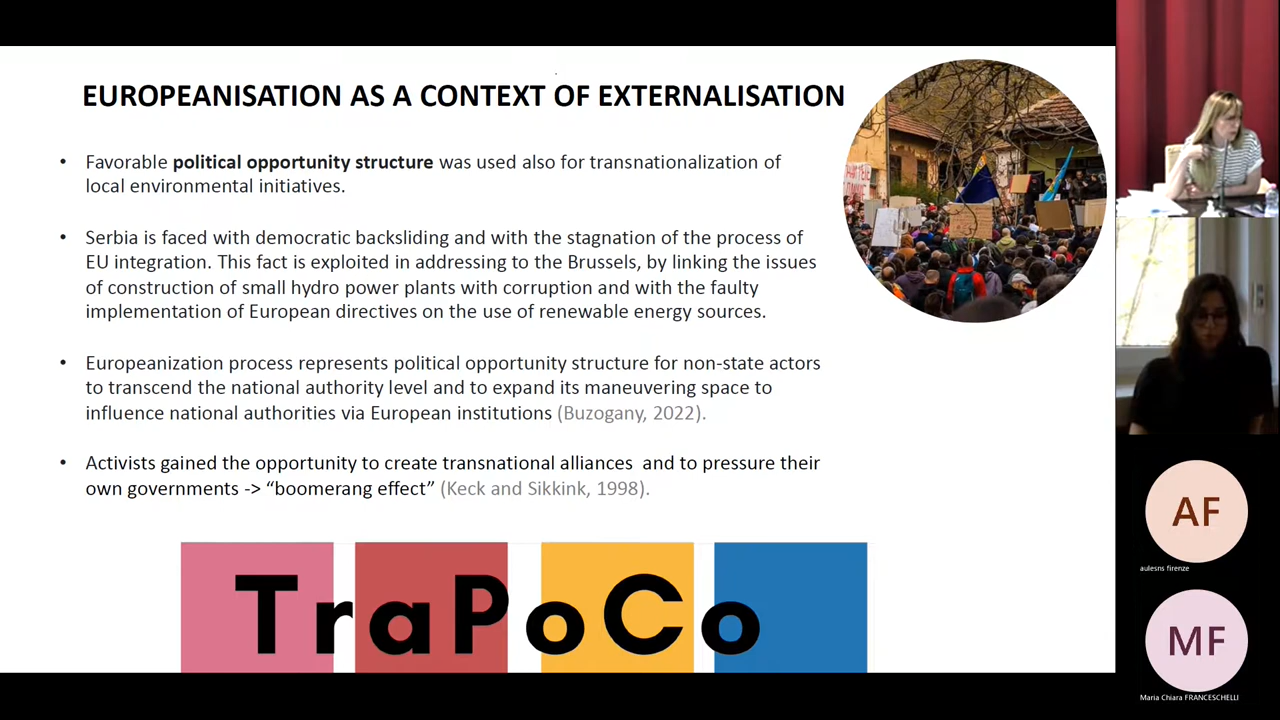 EUROPEANISATION AS A CONTEXT OF EXTERNALISATION
• Favorable political opportunity structure was used also for transnationalization of
local environmental initiatives.
• Serbia is faced with democratic backsliding and with the stagnation of the process of
EU integration. This fact is exploited in addressing to the Brussels, by linking the issues
of construction of small hydro power plants with corruption and with the faulty
implementation of European directives on the use of renewable energy sources.
• Europeanization process represents political opportunity structure for non-state actors
to transcend the national authority level and to expand its maneuvering space to
influence national authorities via European institutions (Buzogany, 2022).
• Activists gained the opportunity to create transnational alliances and to pressure their
own governments -> “boomerang effect” (Keck and Sikkink, 1998).
TraPoCo
AF
aulesns firenze
MF
Maria Chiara FRANCESCHELLI